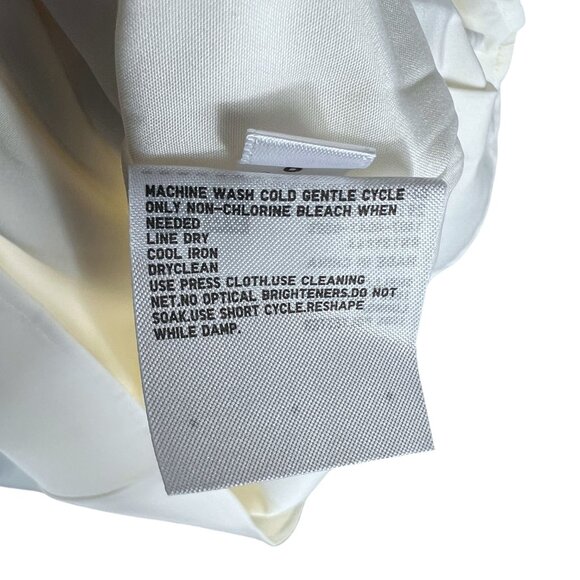 MACHINE WASH COLD GENTLE CYCLE
ONLY NON-CHLORINE BLEACH WHEN
NEEDED
LINE DRY
COOL IRON
DRYCLEAN
USE PRESS CLOTH.USE CLEANING
NET.NO OPTICAL BRIGHTENERS.DO NOT
SOAK.USE SHORT CYCLE.RESHAPE
WHILE DAMP.